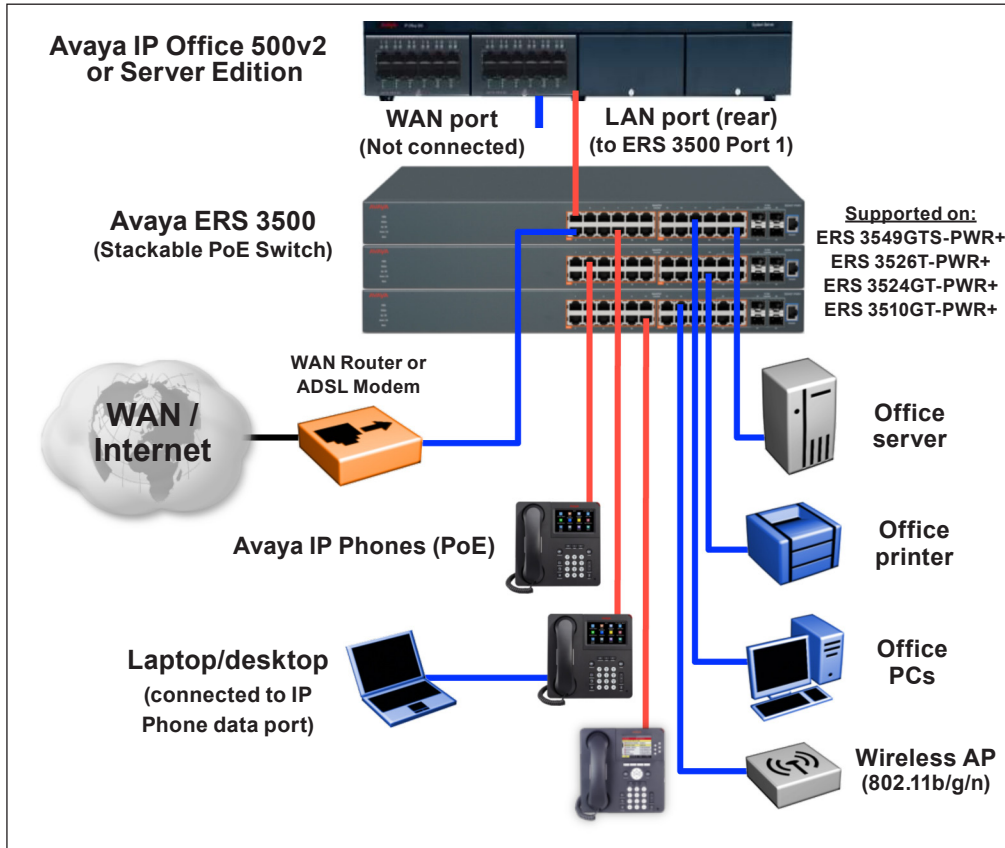 Avaya IP Office 500v2
or Server Edition
WAN port
(Not connected)
LAN port (rear)
(to ERS 3500 Port 1)
Avaya ERS 3500
(Stackable PoE Switch)
Supported on:
ERS 3549GTS-PWR+
ERS 3526T-PWR+
ERS 3524GT-PWR+
ERS 3510GT-PWR+
WAN Router or
ADSL Modem
WAN /
Internet
Office
server
Avaya IP Phones (PoE)
Office
printer
Laptop/desktop
(connected to IP
Phone data port)
Office
PCs
Wireless AP
(802.11b/g/n)